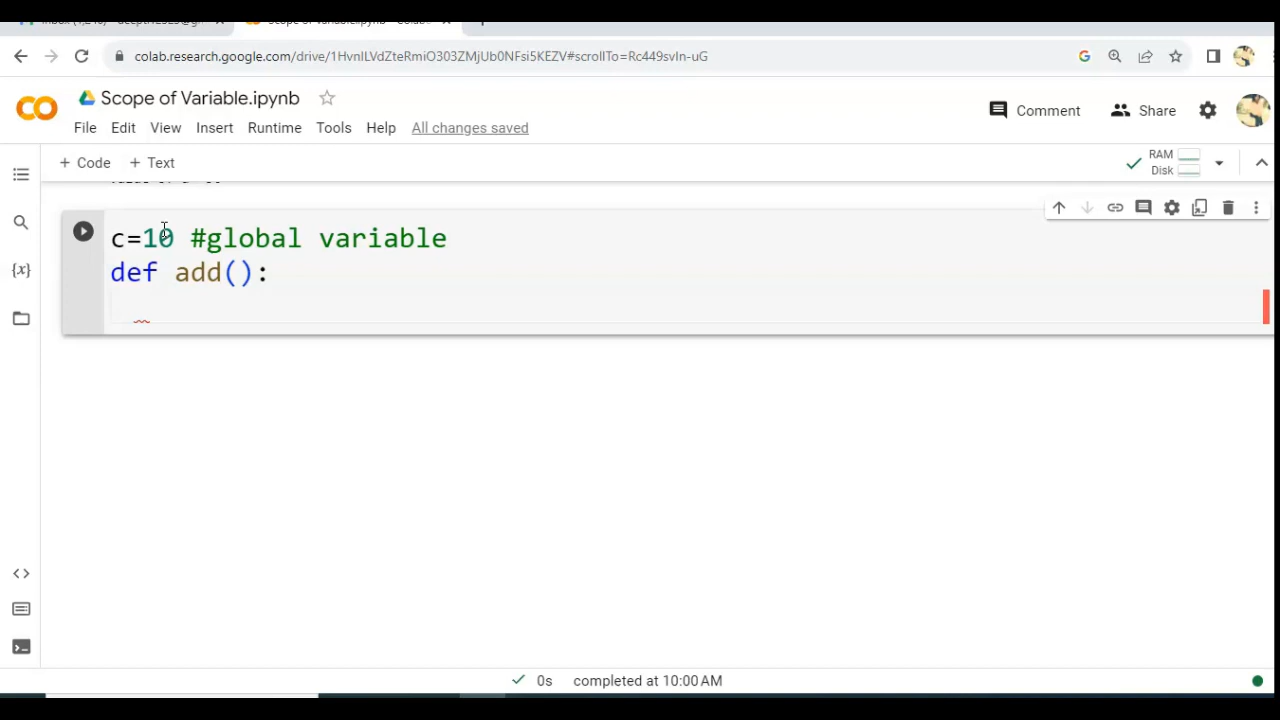 colab.research.google.com/drive/1HvnlLVdZteRmiO303ZMjUb0NFsi5KEZV#scrollTo=Rc449svIn-uG
Scope of Variable.ipynb
Comment
Share
File Edit View Insert Runtime Tools Help All changes saved
+ Code + Text
RAM
Disk
c=10 #global variable
def add():
{x}
0s completed at 10:00 AM